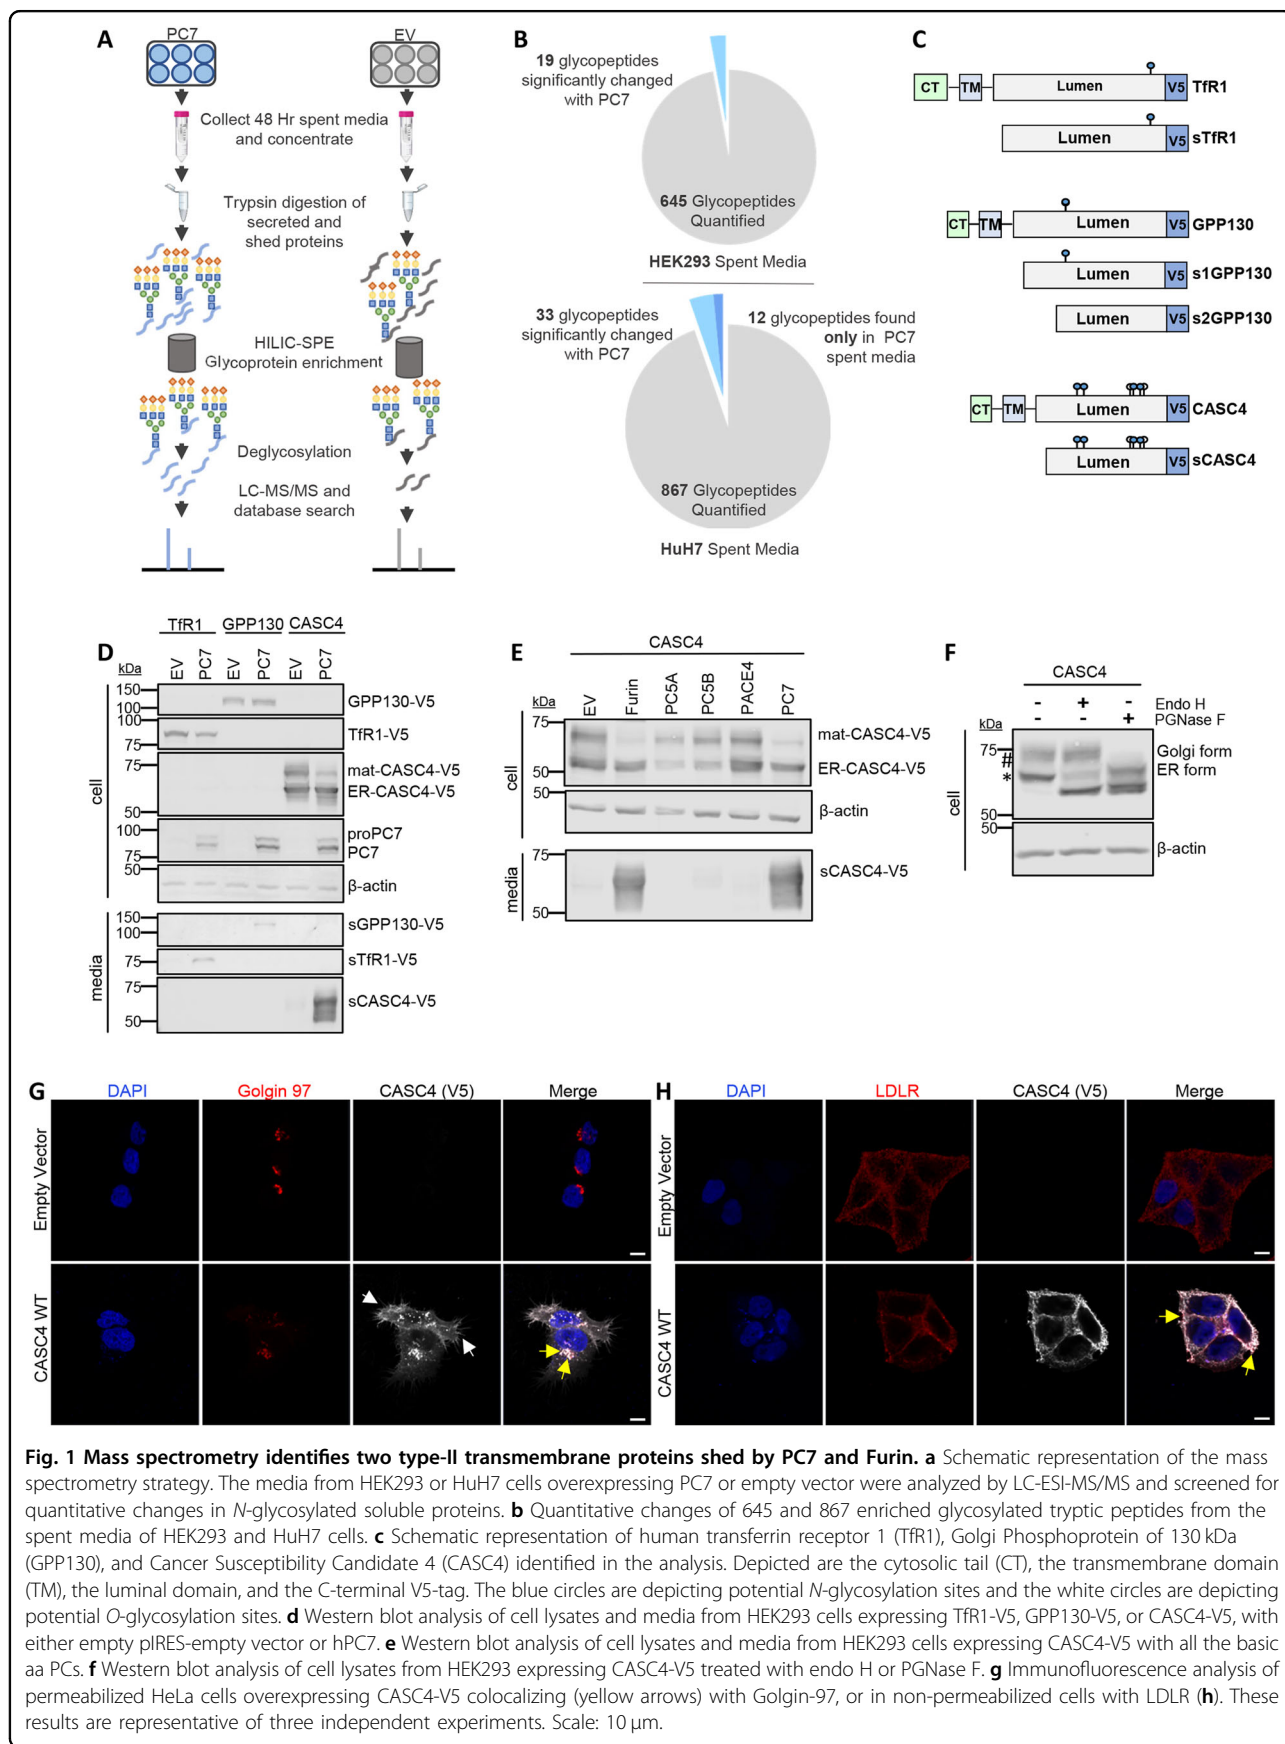 A
PC7
EV
Collect 48 Hr spent media
and concentrate
Trypsin digestion of
secreted and
shed proteins
HILIC-SPE
Glycoprotein enrichment
Deglycosylation
LC-MS/MS and
database search
B
19 glycopeptides
significantly changed
with PC7
645 Glycopeptides
Quantified
HEK293 Spent Media
33 glycopeptides
significantly changed
with PC7
12 glycopeptides found
only in PC7
spent media
867 Glycopeptides
Quantified
HuH7 Spent Media
C
CT TM Lumen V5 TfR1
Lumen V5 sTfR1
CT TM Lumen V5 GPP130
Lumen V5 s1GPP130
Lumen V5 s2GPP130
CT TM Lumen V5 CASC4
Lumen V5 sCASC4
D
TfR1 GPP130 CASC4
kDa EV PC7 EV PC7 EV PC7
150
100
GPP130-V5
100
75
TfR1-V5
75
50
mat-CASC4-V5
ER-CASC4-V5
100
75
proPC7
PC7
50
β-actin
cell
150
100
sGPP130-V5
75
sTfR1-V5
75
50
sCASC4-V5
media
E
CASC4
kDa EV Furin PC5A PC5B PACE4 PC7
75
50
mat-CASC4-V5
ER-CASC4-V5
50
β-actin
cell
75
50
sCASC4-V5
media
F
CASC4
- + - Endo H
- - + PGNase F
kDa
75
#
*
50
Golgi form
ER form
50
β-actin
cell
G
DAPI Golgin 97 CASC4 (V5) Merge
Empty Vector
CASC4 WT
H
DAPI LDLR CASC4 (V5) Merge
Empty Vector
CASC4 WT
Fig. 1 Mass spectrometry identifies two type-II transmembrane proteins shed by PC7 and Furin. a Schematic representation of the mass
spectrometry strategy. The media from HEK293 or HuH7 cells overexpressing PC7 or empty vector were analyzed by LC-ESI-MS/MS and screened for
quantitative changes in N-glycosylated soluble proteins. b Quantitative changes of 645 and 867 enriched glycosylated tryptic peptides from the
spent media of HEK293 and HuH7 cells. c Schematic representation of human transferrin receptor 1 (TfR1), Golgi Phosphoprotein of 130 kDa
(GPP130), and Cancer Susceptibility Candidate 4 (CASC4) identified in the analysis. Depicted are the cytosolic tail (CT), the transmembrane domain
(TM), the luminal domain, and the C-terminal V5-tag. The blue circles are depicting potential N-glycosylation sites and the white circles are depicting
potential O-glycosylation sites. d Western blot analysis of cell lysates and media from HEK293 cells expressing TfR1-V5, GPP130-V5, or CASC4-V5, with
either empty pIRES-empty vector or hPC7. e Western blot analysis of cell lysates and media from HEK293 cells expressing CASC4-V5 with all the basic
aa PCs. f Western blot analysis of cell lysates from HEK293 expressing CASC4-V5 treated with endo H or PGNase F. g Immunofluorescence analysis of
permeabilized HeLa cells overexpressing CASC4-V5 colocalizing (yellow arrows) with Golgin-97, or in non-permeabilized cells with LDLR (h). These
results are representative of three independent experiments. Scale: 10 µm.